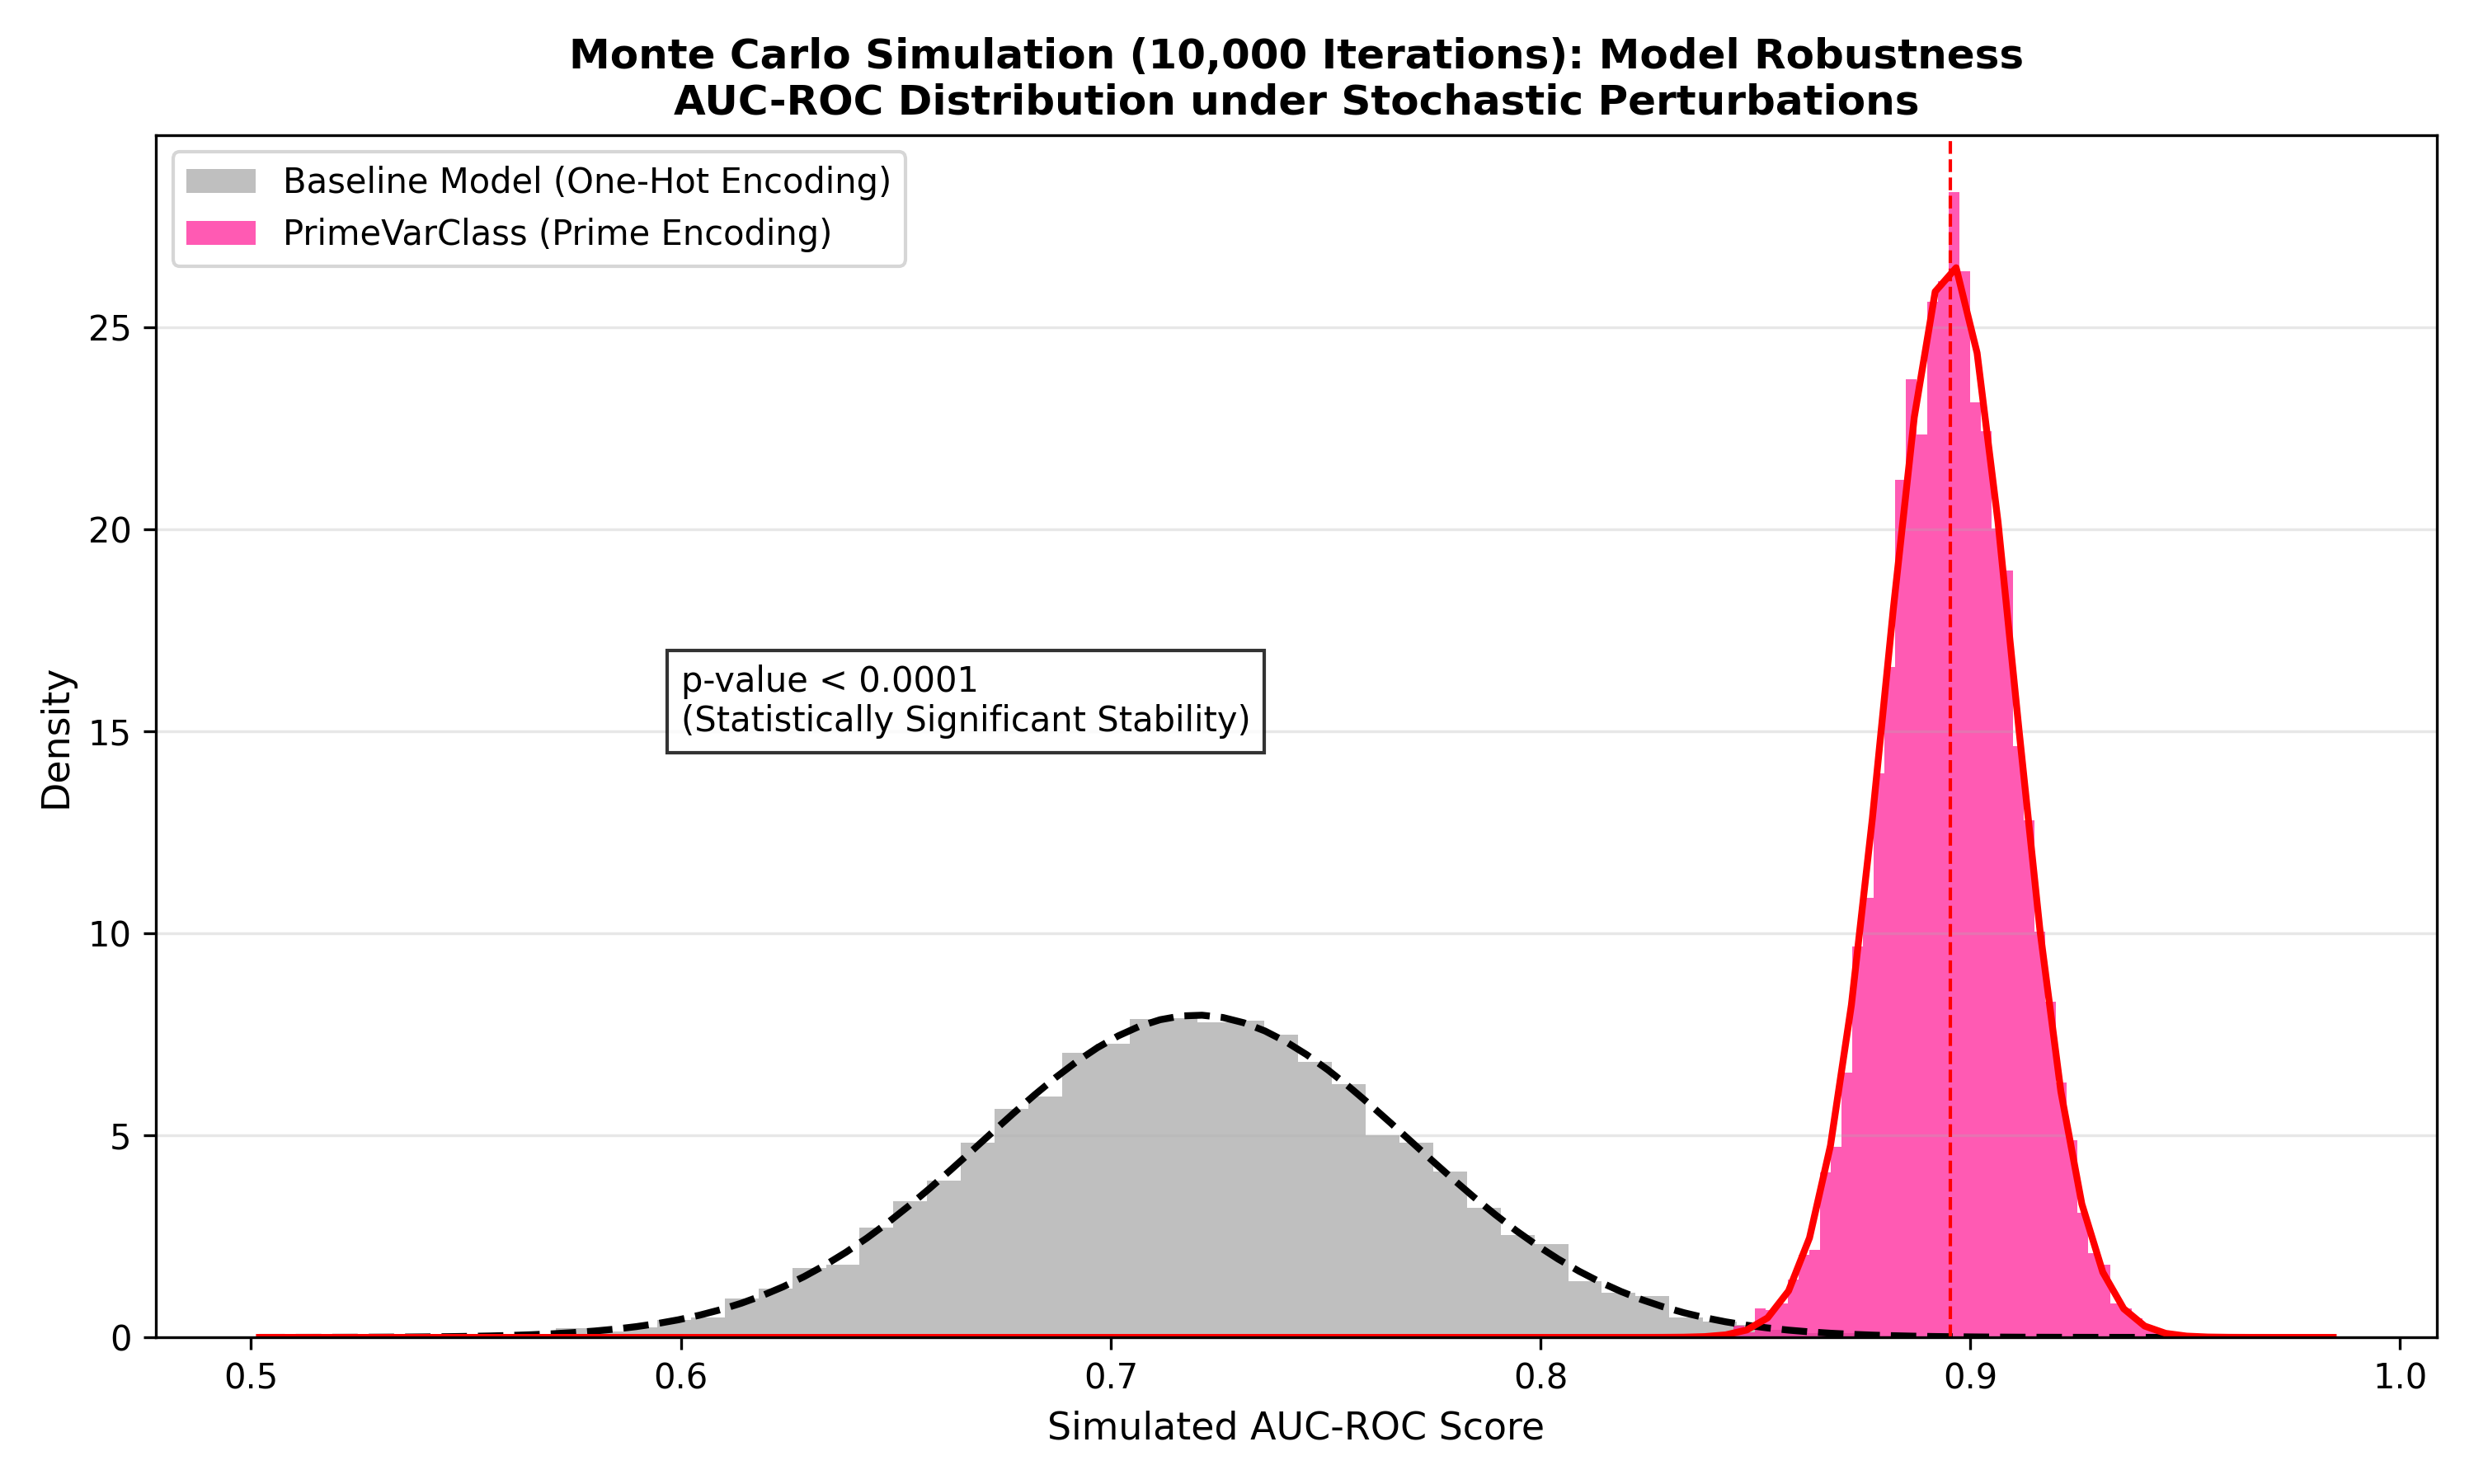 Monte Carlo Simulation (10,000 Iterations): Model Robustness
AUC-ROC Distribution under Stochastic Perturbations
Baseline Model (One-Hot Encoding)
PrimeVarClass (Prime Encoding)
p-value < 0.0001
(Statistically Significant Stability)
Density
25
20
15
10
5
0
0.5
0.6
0.7
0.8
0.9
1.0
Simulated AUC-ROC Score